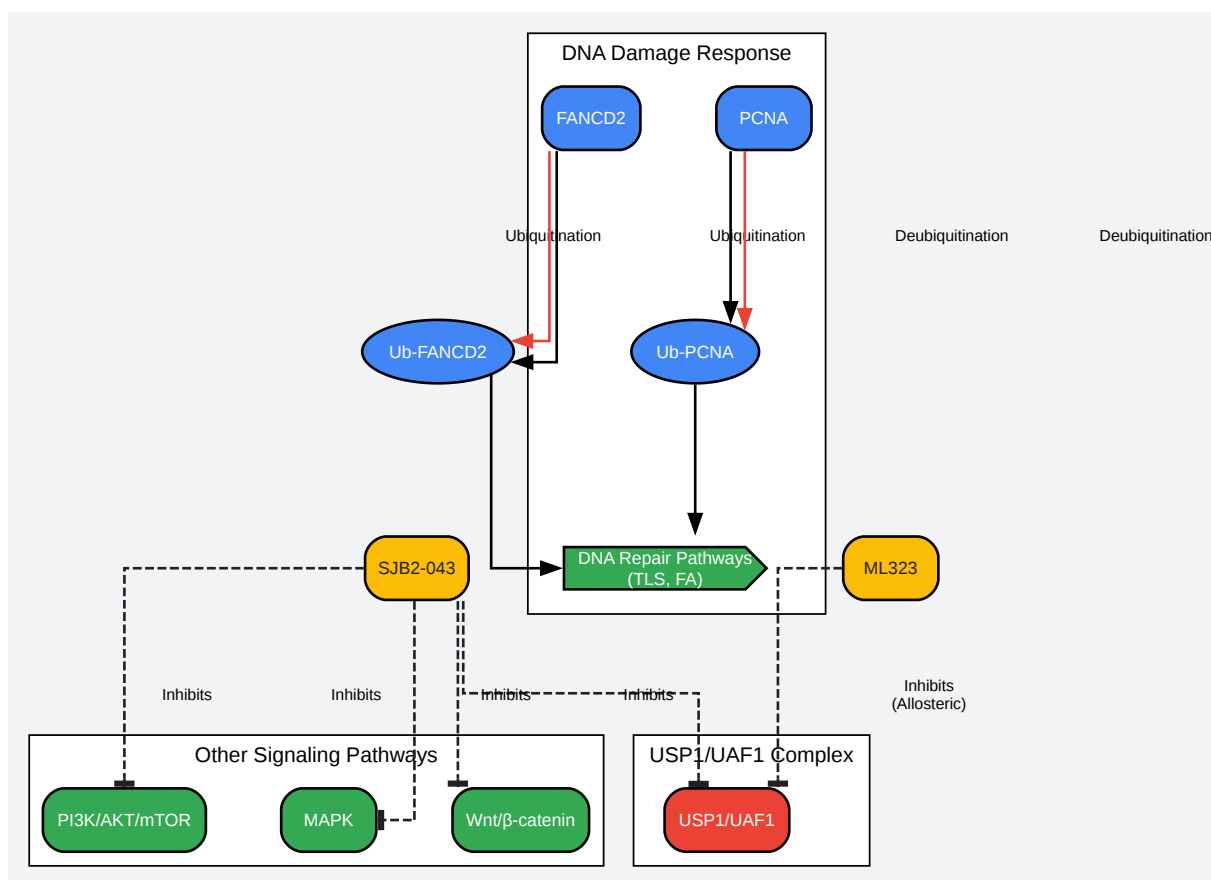 DNA Damage Response
FANCD2
PCNA
Ubiquitination
Ubiquitination
Deubiquitination
Deubiquitination
Ub-FANCD2
Ub-PCNA
SJB2-043
DNA Repair Pathways
(TLS, FA)
ML323
Inhibits
Inhibits
Inhibits
Inhibits
Inhibits
(Allosteric)
Other Signaling Pathways
USP1/UAF1 Complex
PI3K/AKT/mTOR
MAPK
Wnt/β-catenin
USP1/UAF1